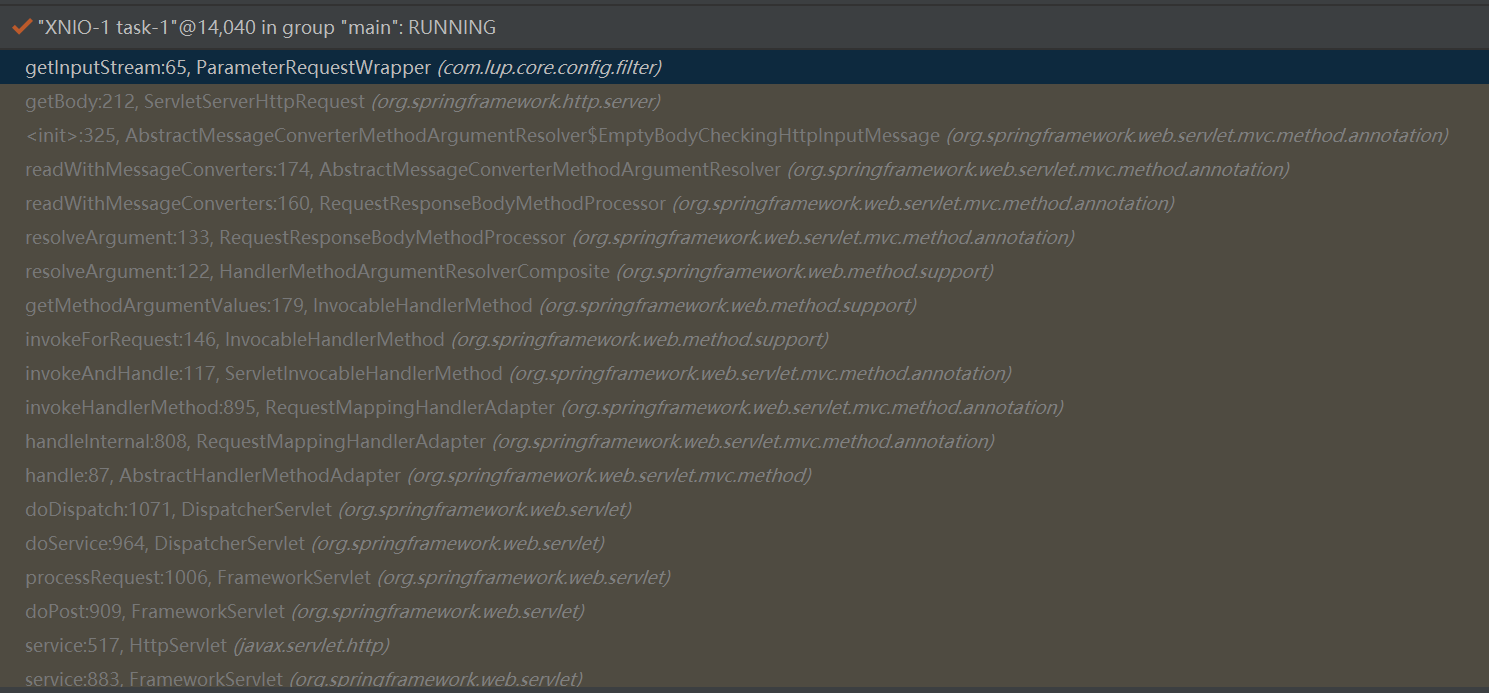 "XNIO-1 task-1"@14,040 in group "main": RUNNING
getInputStream:65, ParameterRequestWrapper (com.lup.core.config.filter)
getBody:212, ServletServerHttpRequest (org.springframework.http.server)
<init>:325, AbstractMessageConverterMethodArgumentResolver$EmptyBodyCheckingHttpInputMessage (org.springframework.web.servlet.mvc.method.annotation)
readWithMessageConverters:174, AbstractMessageConverterMethodArgumentResolver (org.springframework.web.servlet.mvc.method.annotation)
readWithMessageConverters:160, RequestResponseBodyMethodProcessor (org.springframework.web.servlet.mvc.method.annotation)
resolveArgument:133, RequestResponseBodyMethodProcessor (org.springframework.web.servlet.mvc.method.annotation)
resolveArgument:122, HandlerMethodArgumentResolverComposite (org.springframework.web.method.support)
getMethodArgumentValues:179, InvocableHandlerMethod (org.springframework.web.method.support)
invokeForRequest:146, InvocableHandlerMethod (org.springframework.web.method.support)
invokeAndHandle:117, ServletInvocableHandlerMethod (org.springframework.web.servlet.mvc.method.annotation)
invokeHandlerMethod:895, RequestMappingHandlerAdapter (org.springframework.web.servlet.mvc.method.annotation)
handleInternal:808, RequestMappingHandlerAdapter (org.springframework.web.servlet.mvc.method.annotation)
handle:87, AbstractHandlerMethodAdapter (org.springframework.web.servlet.mvc.method)
doDispatch:1071, DispatcherServlet (org.springframework.web.servlet)
doService:964, DispatcherServlet (org.springframework.web.servlet)
processRequest:1006, FrameworkServlet (org.springframework.web.servlet)
doPost:909, FrameworkServlet (org.springframework.web.servlet)
service:517, HttpServlet (javax.servlet.http)
service:883, FrameworkServlet (org.springframework.web.servlet)